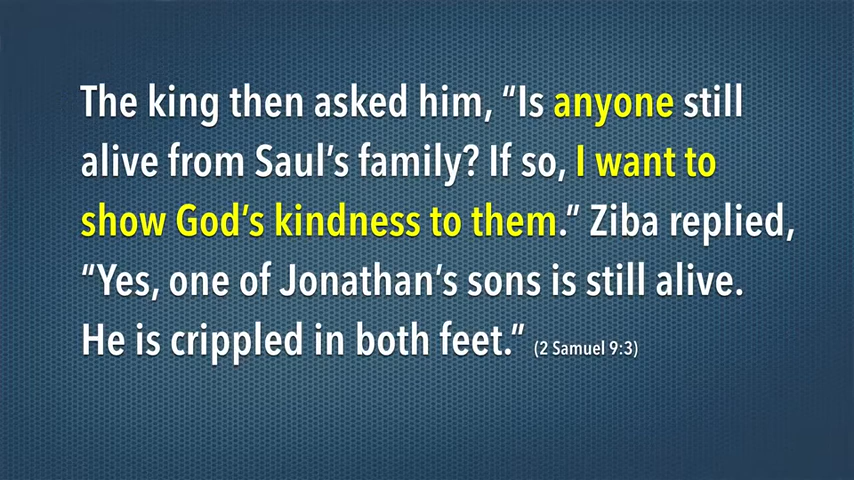 The king then asked him, “Is anyone still
alive from Saul’s family? If so, I want to
show God’s kindness to them.” Ziba replied,
“Yes, one of Jonathan’s sons is still alive.
He is crippled in both feet.” (2 Samuel 9:3)